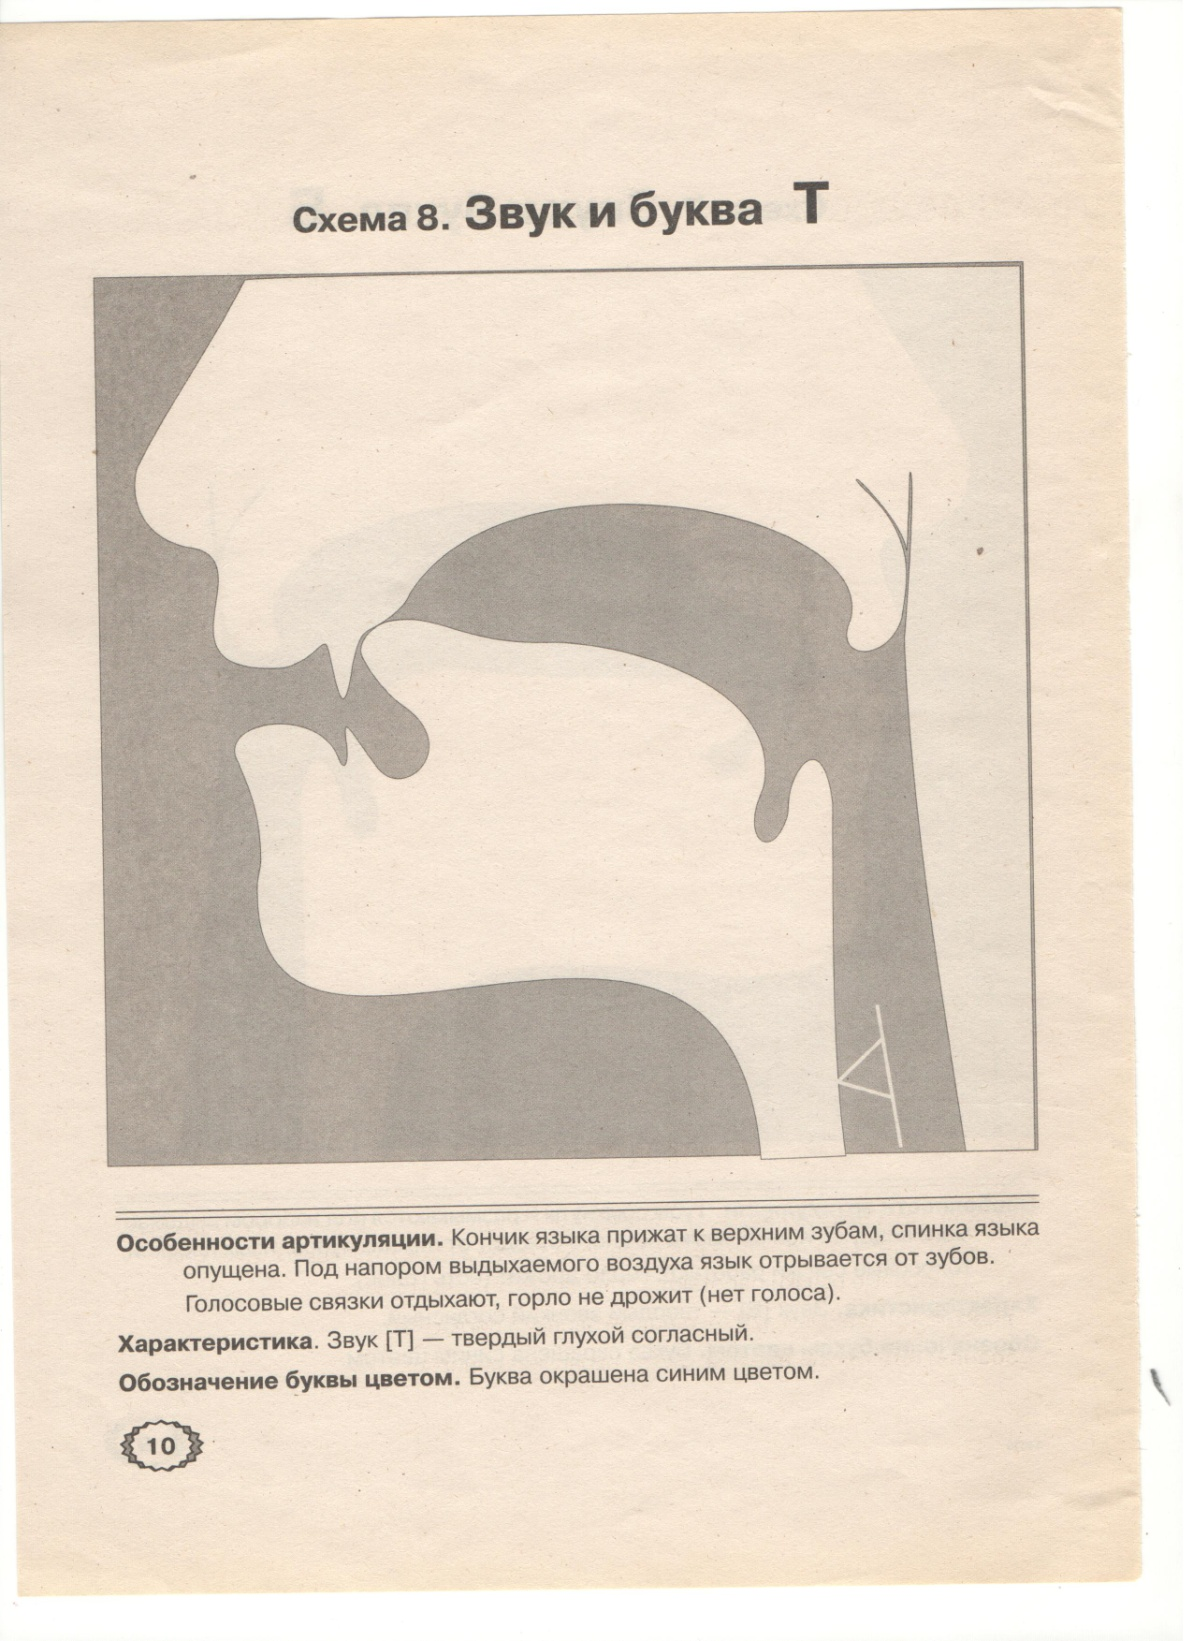 Схема 8. Звук и буква Т
Особенности артикуляции. Кончик языка прижат к верхним зубам, спинка языка
опущена. Под напором выдыхаемого воздуха язык отрывается от зубов.
Голосовые связки отдыхают, горло не дрожит (нет голоса).
Характеристика. Звук [Т] — твердый глухой согласный.
Обозначение буквы цветом. Буква окрашена синим цветом.
10